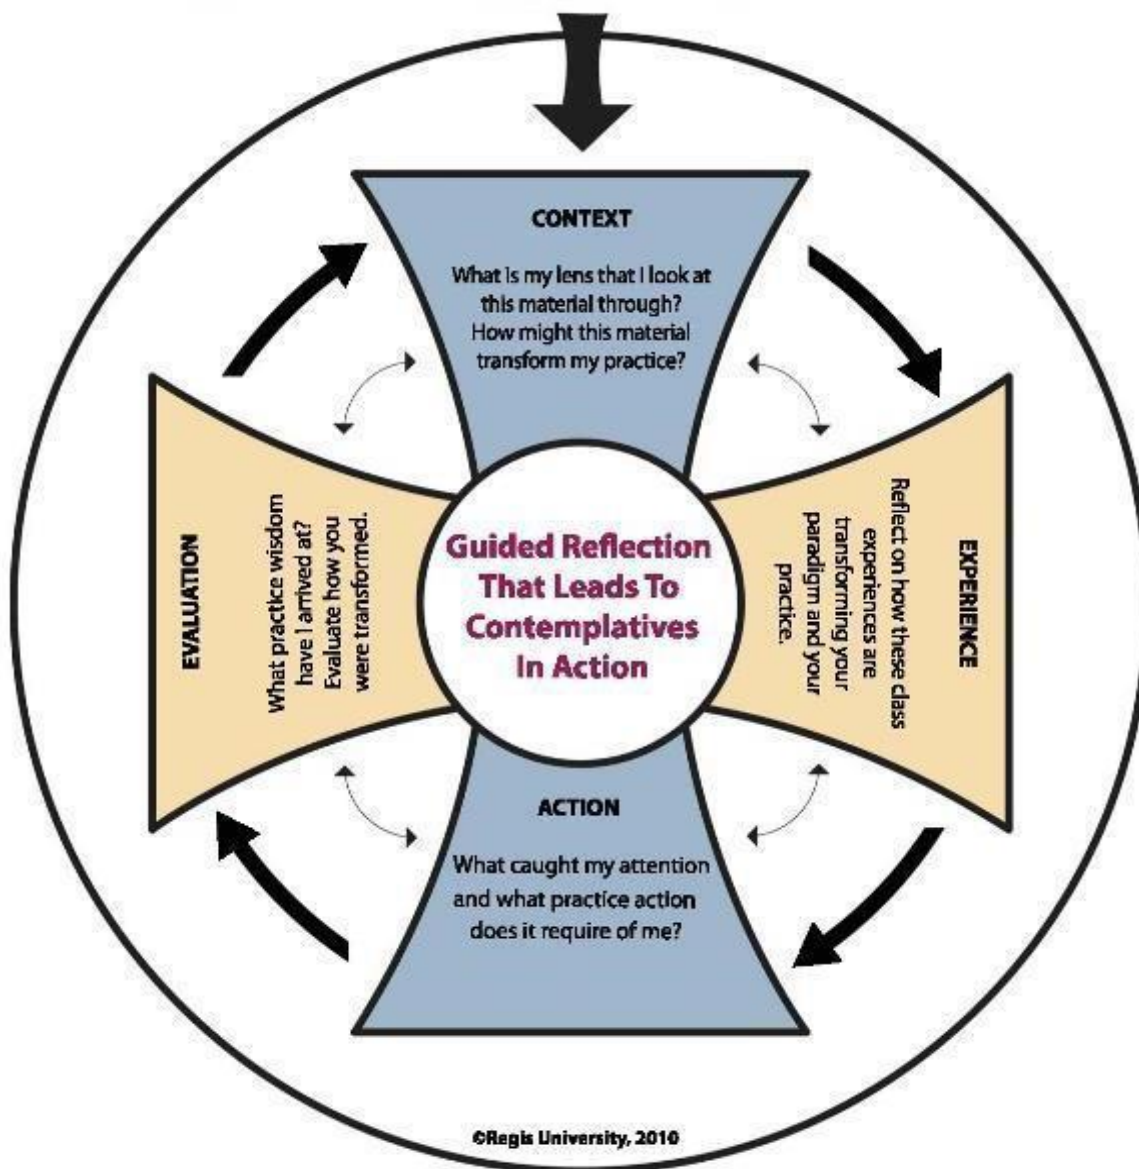 CONTEXT
What is my lens that I look at
this material through?
How might this material
transform my practice?
EXPERIENCE
Reflect on how these class
experiences are
transforming your
paradigm and your
practice.
Guided Reflection
That Leads To
Contemplatives
In Action
ACTION
What caught my attention
and what practice action
does it require of me?
EVALUATION
What practice wisdom
have I arrived at?
Evaluate how you
were transformed.
©Regis University, 2010